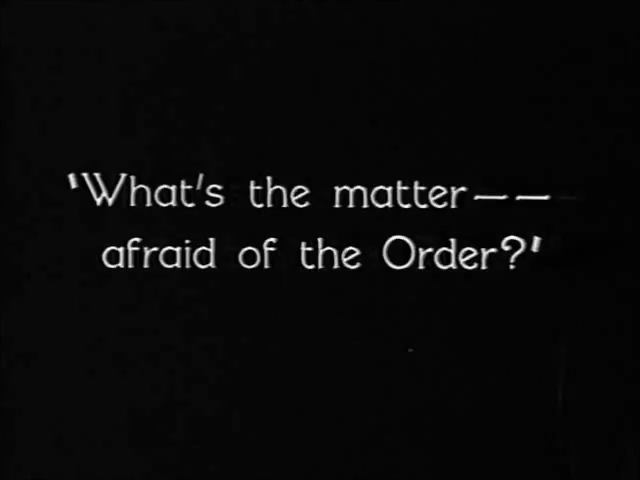 'What's the matter——
afraid of the Order?'